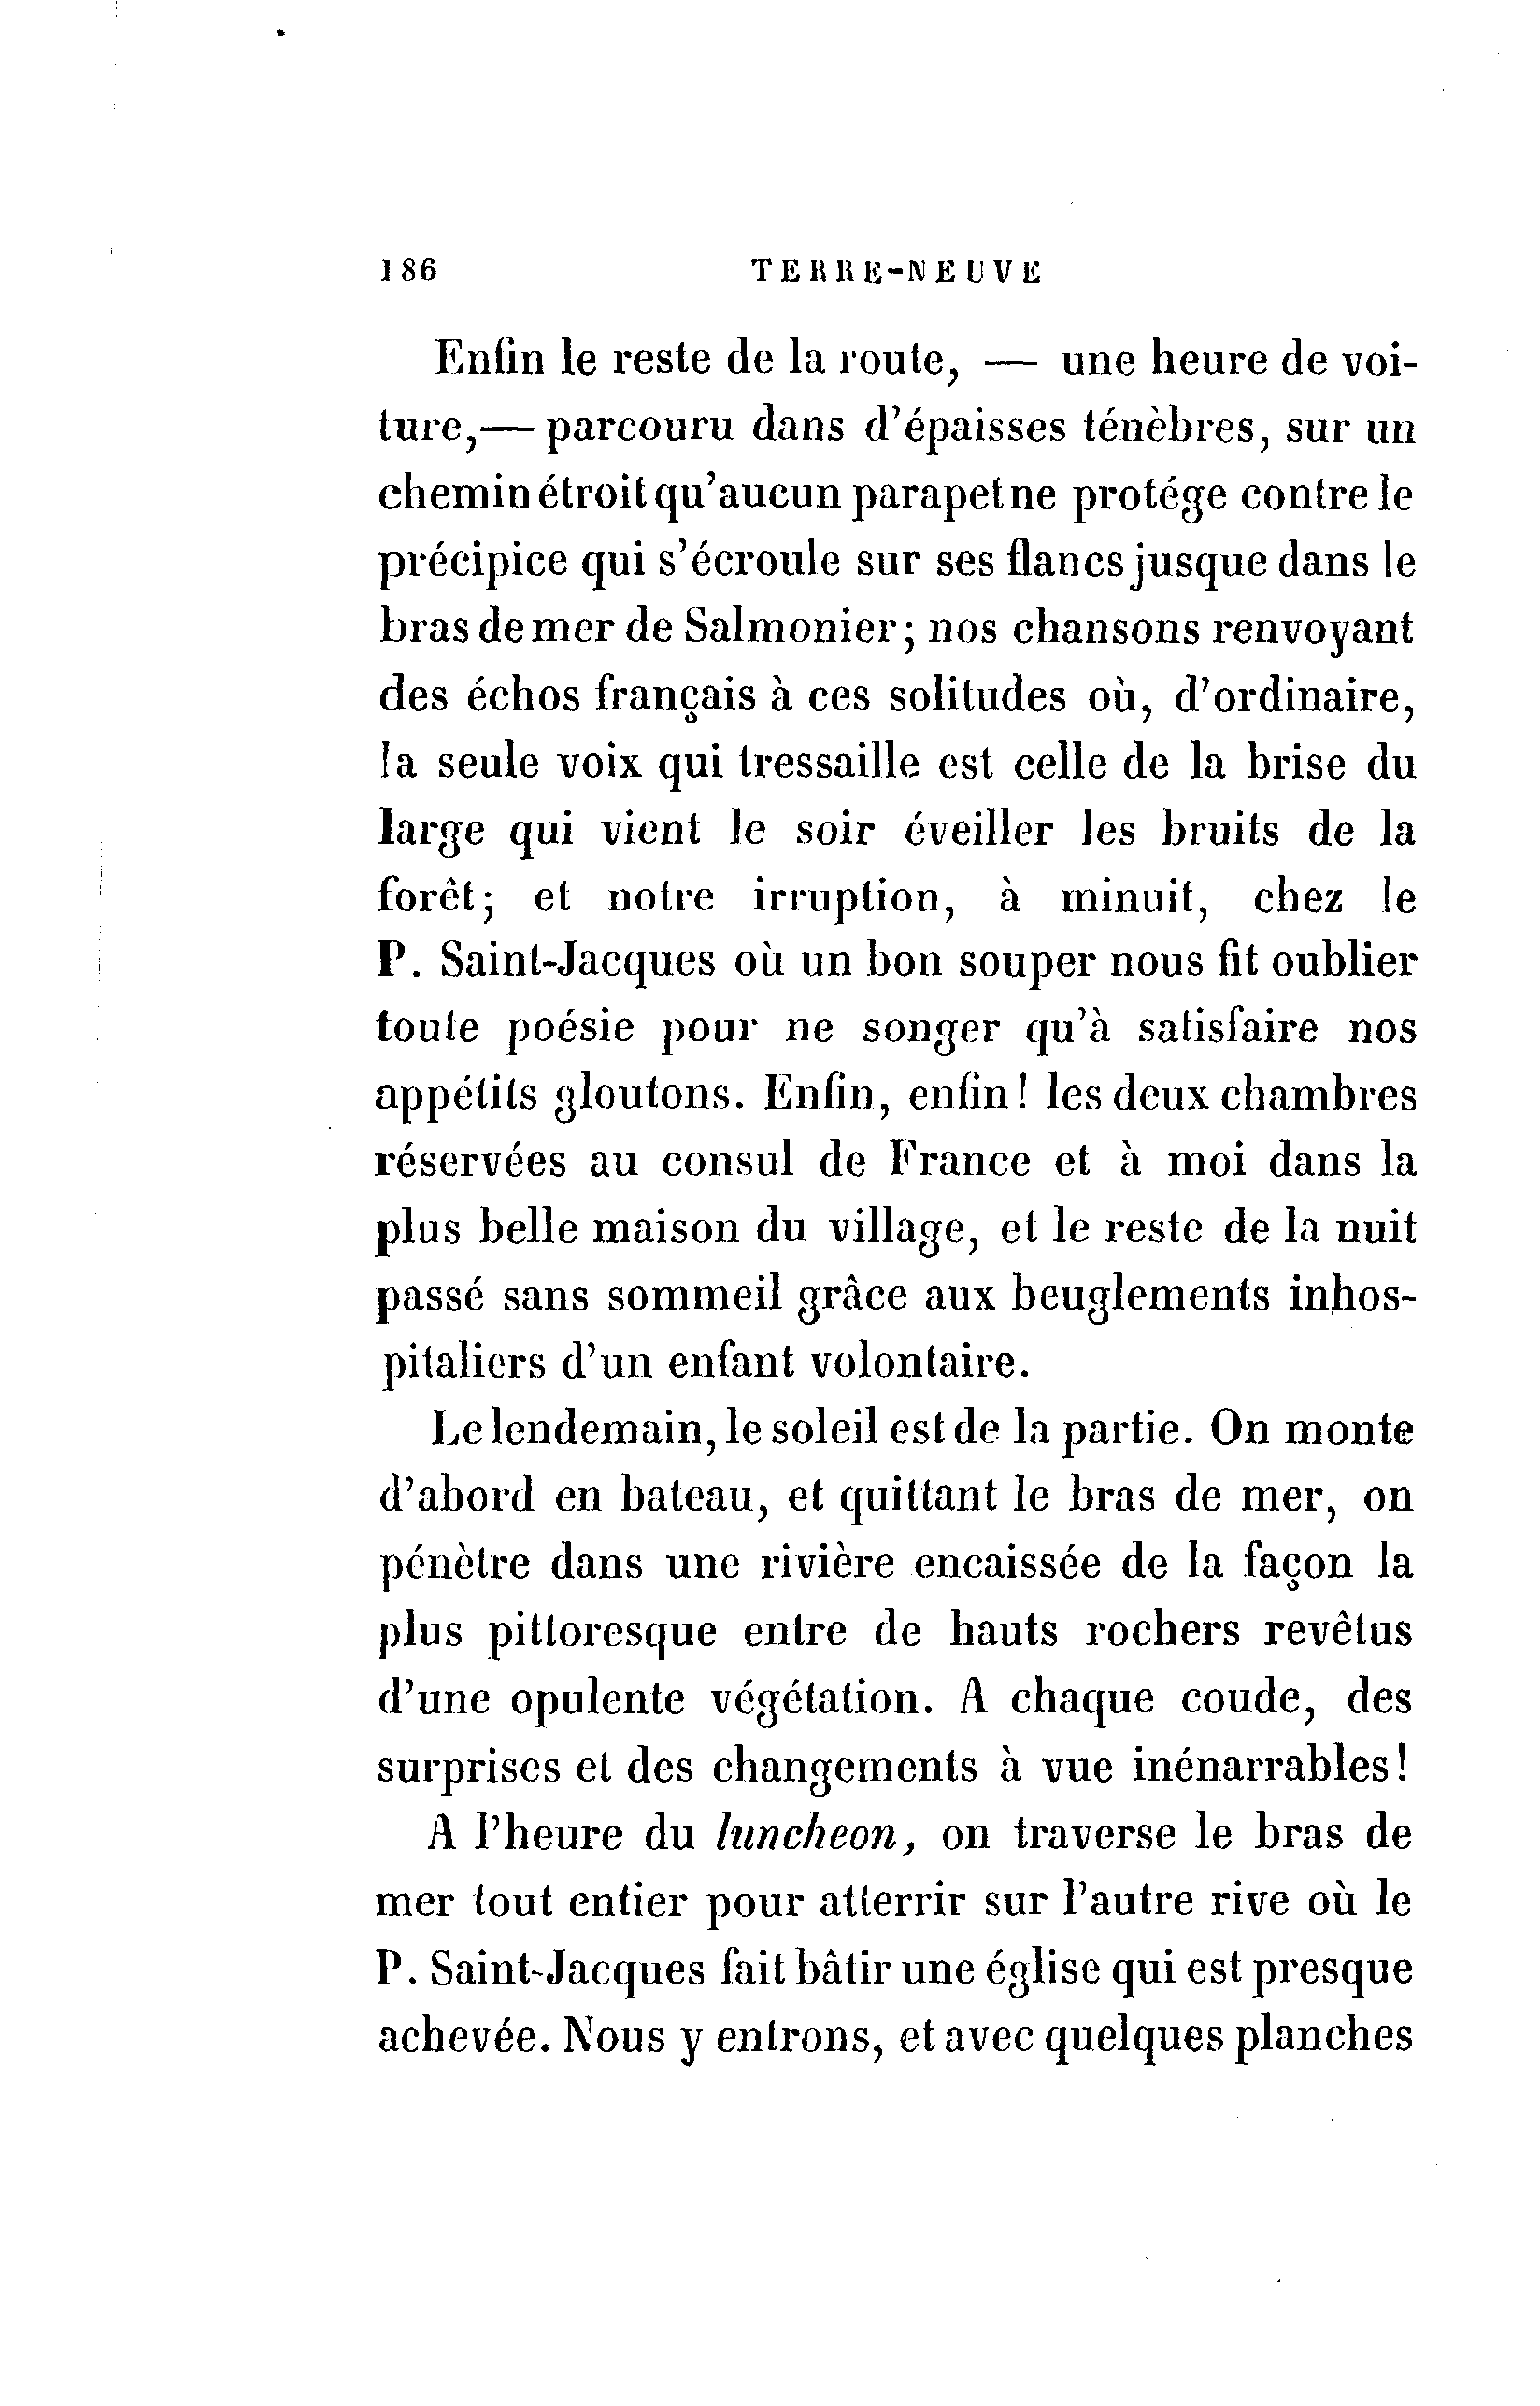 186 TERRE-NEUVE
Enfin le reste de la route, — une heure de voi-
ture,— parcouru dans d'épaisses ténèbres, sur un
chemin étroit qu'aucun parapet ne protége contre le
précipice qui s'écroule sur ses flancs jusque dans le
bras de mer de Salmonier; nos chansons renvoyant
des échos français à ces solitudes où, d'ordinaire,
la seule voix qui tressaille est celle de la brise du
large qui vient le soir éveiller les bruits de la
forêt; et notre irruption, à minuit, chez le
P. Saint-Jacques où un bon souper nous fit oublier
toute poésie pour ne songer qu'à satisfaire nos
appétits gloutons. Enfin, enfin! les deux chambres
réservées au consul de France et à moi dans la
plus belle maison du village, et le reste de la nuit
passé sans sommeil grâce aux beuglements inhos-
pitaliers d'un enfant volontaire.
Le lendemain, le soleil est de la partie. On monte
d'abord en bateau, et quittant le bras de mer, on
pénètre dans une rivière encaissée de la façon la
plus pittoresque entre de hauts rochers revêtus
d'une opulente végétation. A chaque coude, des
surprises et des changements à vue inénarrables!
A l'heure du luncheon, on traverse le bras de
mer tout entier pour atterrir sur l'autre rive où le
P. Saint-Jacques fait bâtir une église qui est presque
achevée. Nous y entrons, et avec quelques planches